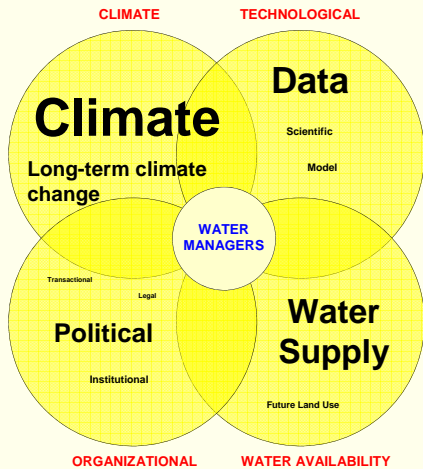 CLIMATE
TECHNOLOGICAL
Climate
Long-term climate
change
Data
Scientific
Model
WATER
MANAGERS
Transactional
Legal
Political
Institutional
Water
Supply
Future Land Use
ORGANIZATIONAL
WATER AVAILABILITY